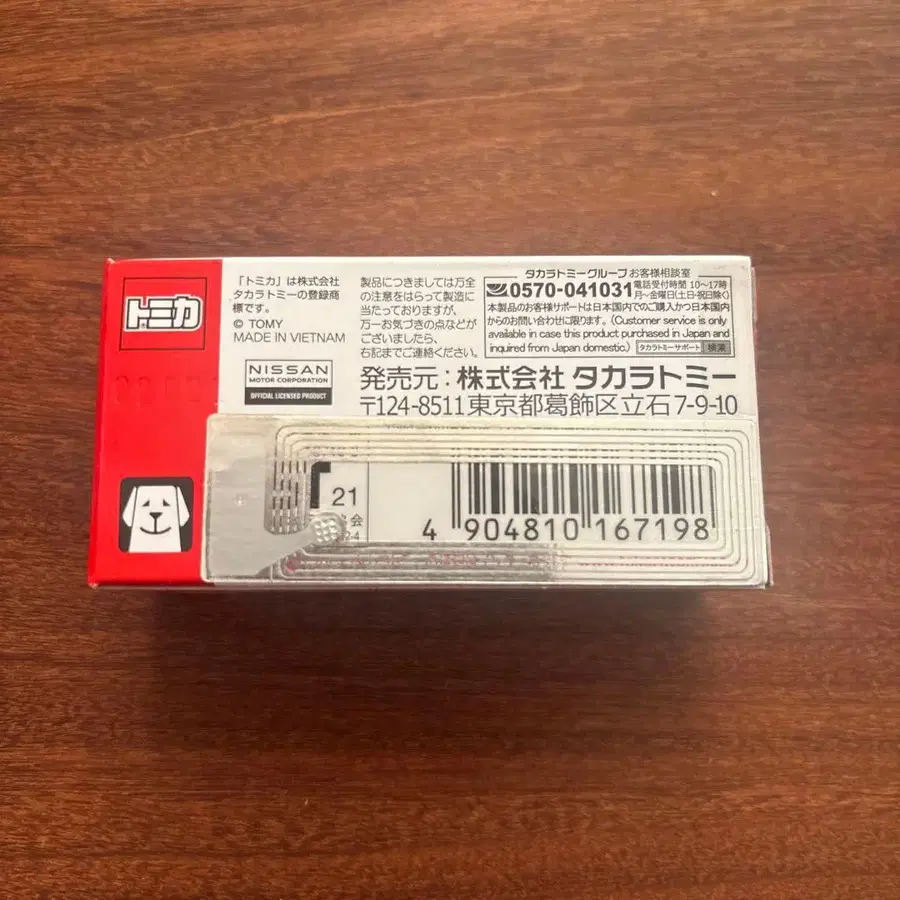 トミカ
「トミカ」は株式会社
タカラトミーの登録商
標です。
© TOMY
MADE IN VIETNAM
NISSAN
MOTOR CORPORATION
OFFICIAL LICENSED PRODUCT
製品につきましては万全
の注意をはらって製造に
当たっておりますが、
万一お気づきの点などが
ございましたら、
右記までご連絡ください。
タカラトミーグループ お客様相談室
0570-041031 電話受付時間 10〜17時
月〜金曜日(土日・祝日除く)
本製品のお客様サポートは日本国内でのご購入かつ日本国内
からのお問い合わせに限ります。(Customer service is only
available in case this product purchased in Japan and
inquired from Japan domestic.) タカラトミーサポート 検索
発売元：株式会社 タカラトミー
〒124-8511 東京都葛飾区立石7-9-10
21
会
4 904810 167198